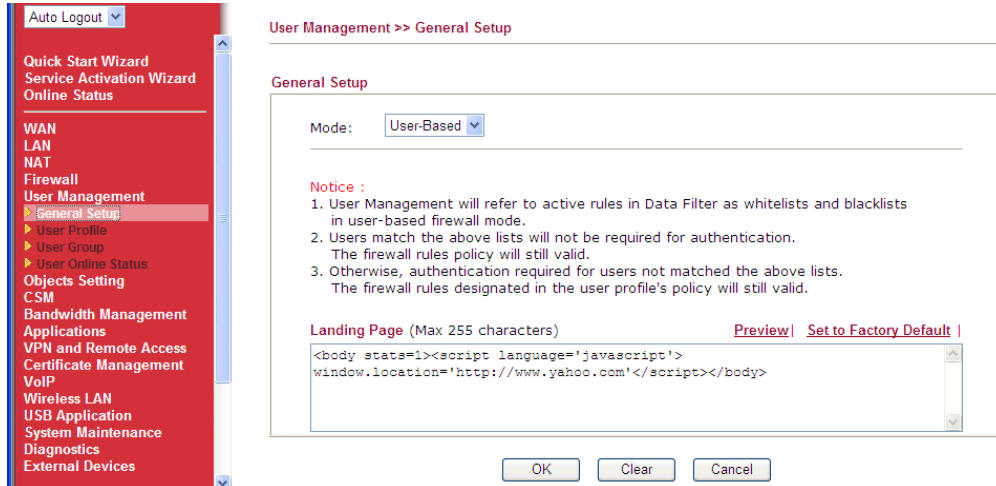 Auto Logout
Quick Start Wizard
Service Activation Wizard
Online Status
WAN
LAN
NAT
Firewall
User Management
General Setup
User Profile
User Group
User Online Status
Objects Setting
CSM
Bandwidth Management
Applications
VPN and Remote Access
Certificate Management
VoIP
Wireless LAN
USB Application
System Maintenance
Diagnostics
External Devices
User Management >> General Setup
General Setup
Mode: User-Based
Notice :
1. User Management will refer to active rules in Data Filter as whitelists and blacklists
in user-based firewall mode.
2. Users match the above lists will not be required for authentication.
The firewall rules policy will still valid.
3. Otherwise, authentication required for users not matched the above lists.
The firewall rules designated in the user profile's policy will still valid.
Landing Page (Max 255 characters) Preview| Set to Factory Default |
<body stats=1><script language='javascript'>
window.location='http://www.yahoo.com'</script></body>
OK Clear Cancel